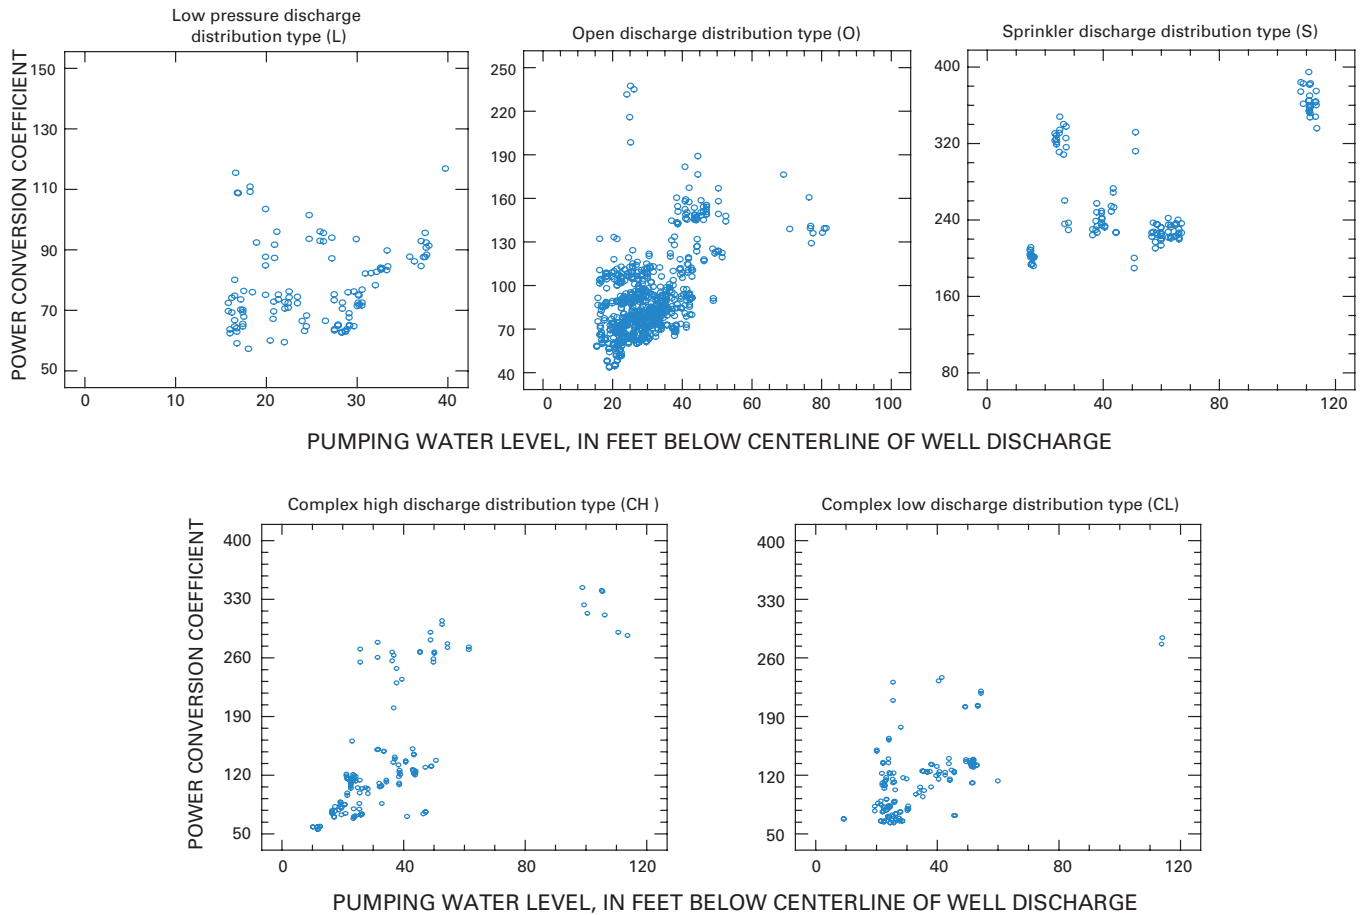 Low pressure discharge
distribution type (L)
Open discharge distribution type (O)
Sprinkler discharge distribution type (S)
POWER CONVERSION COEFFICIENT
150
130
110
90
70
50
0 10 20 30 40
250
220
190
160
130
100
70
40
0 20 40 60 80 100
400
320
240
160
80
0 40 80 120
PUMPING WATER LEVEL, IN FEET BELOW CENTERLINE OF WELL DISCHARGE
Complex high discharge distribution type (CH )
Complex low discharge distribution type (CL)
POWER CONVERSION COEFFICIENT
400
330
260
190
120
50
0 40 80 120
400
330
260
190
120
50
0 40 80 120
PUMPING WATER LEVEL, IN FEET BELOW CENTERLINE OF WELL DISCHARGE